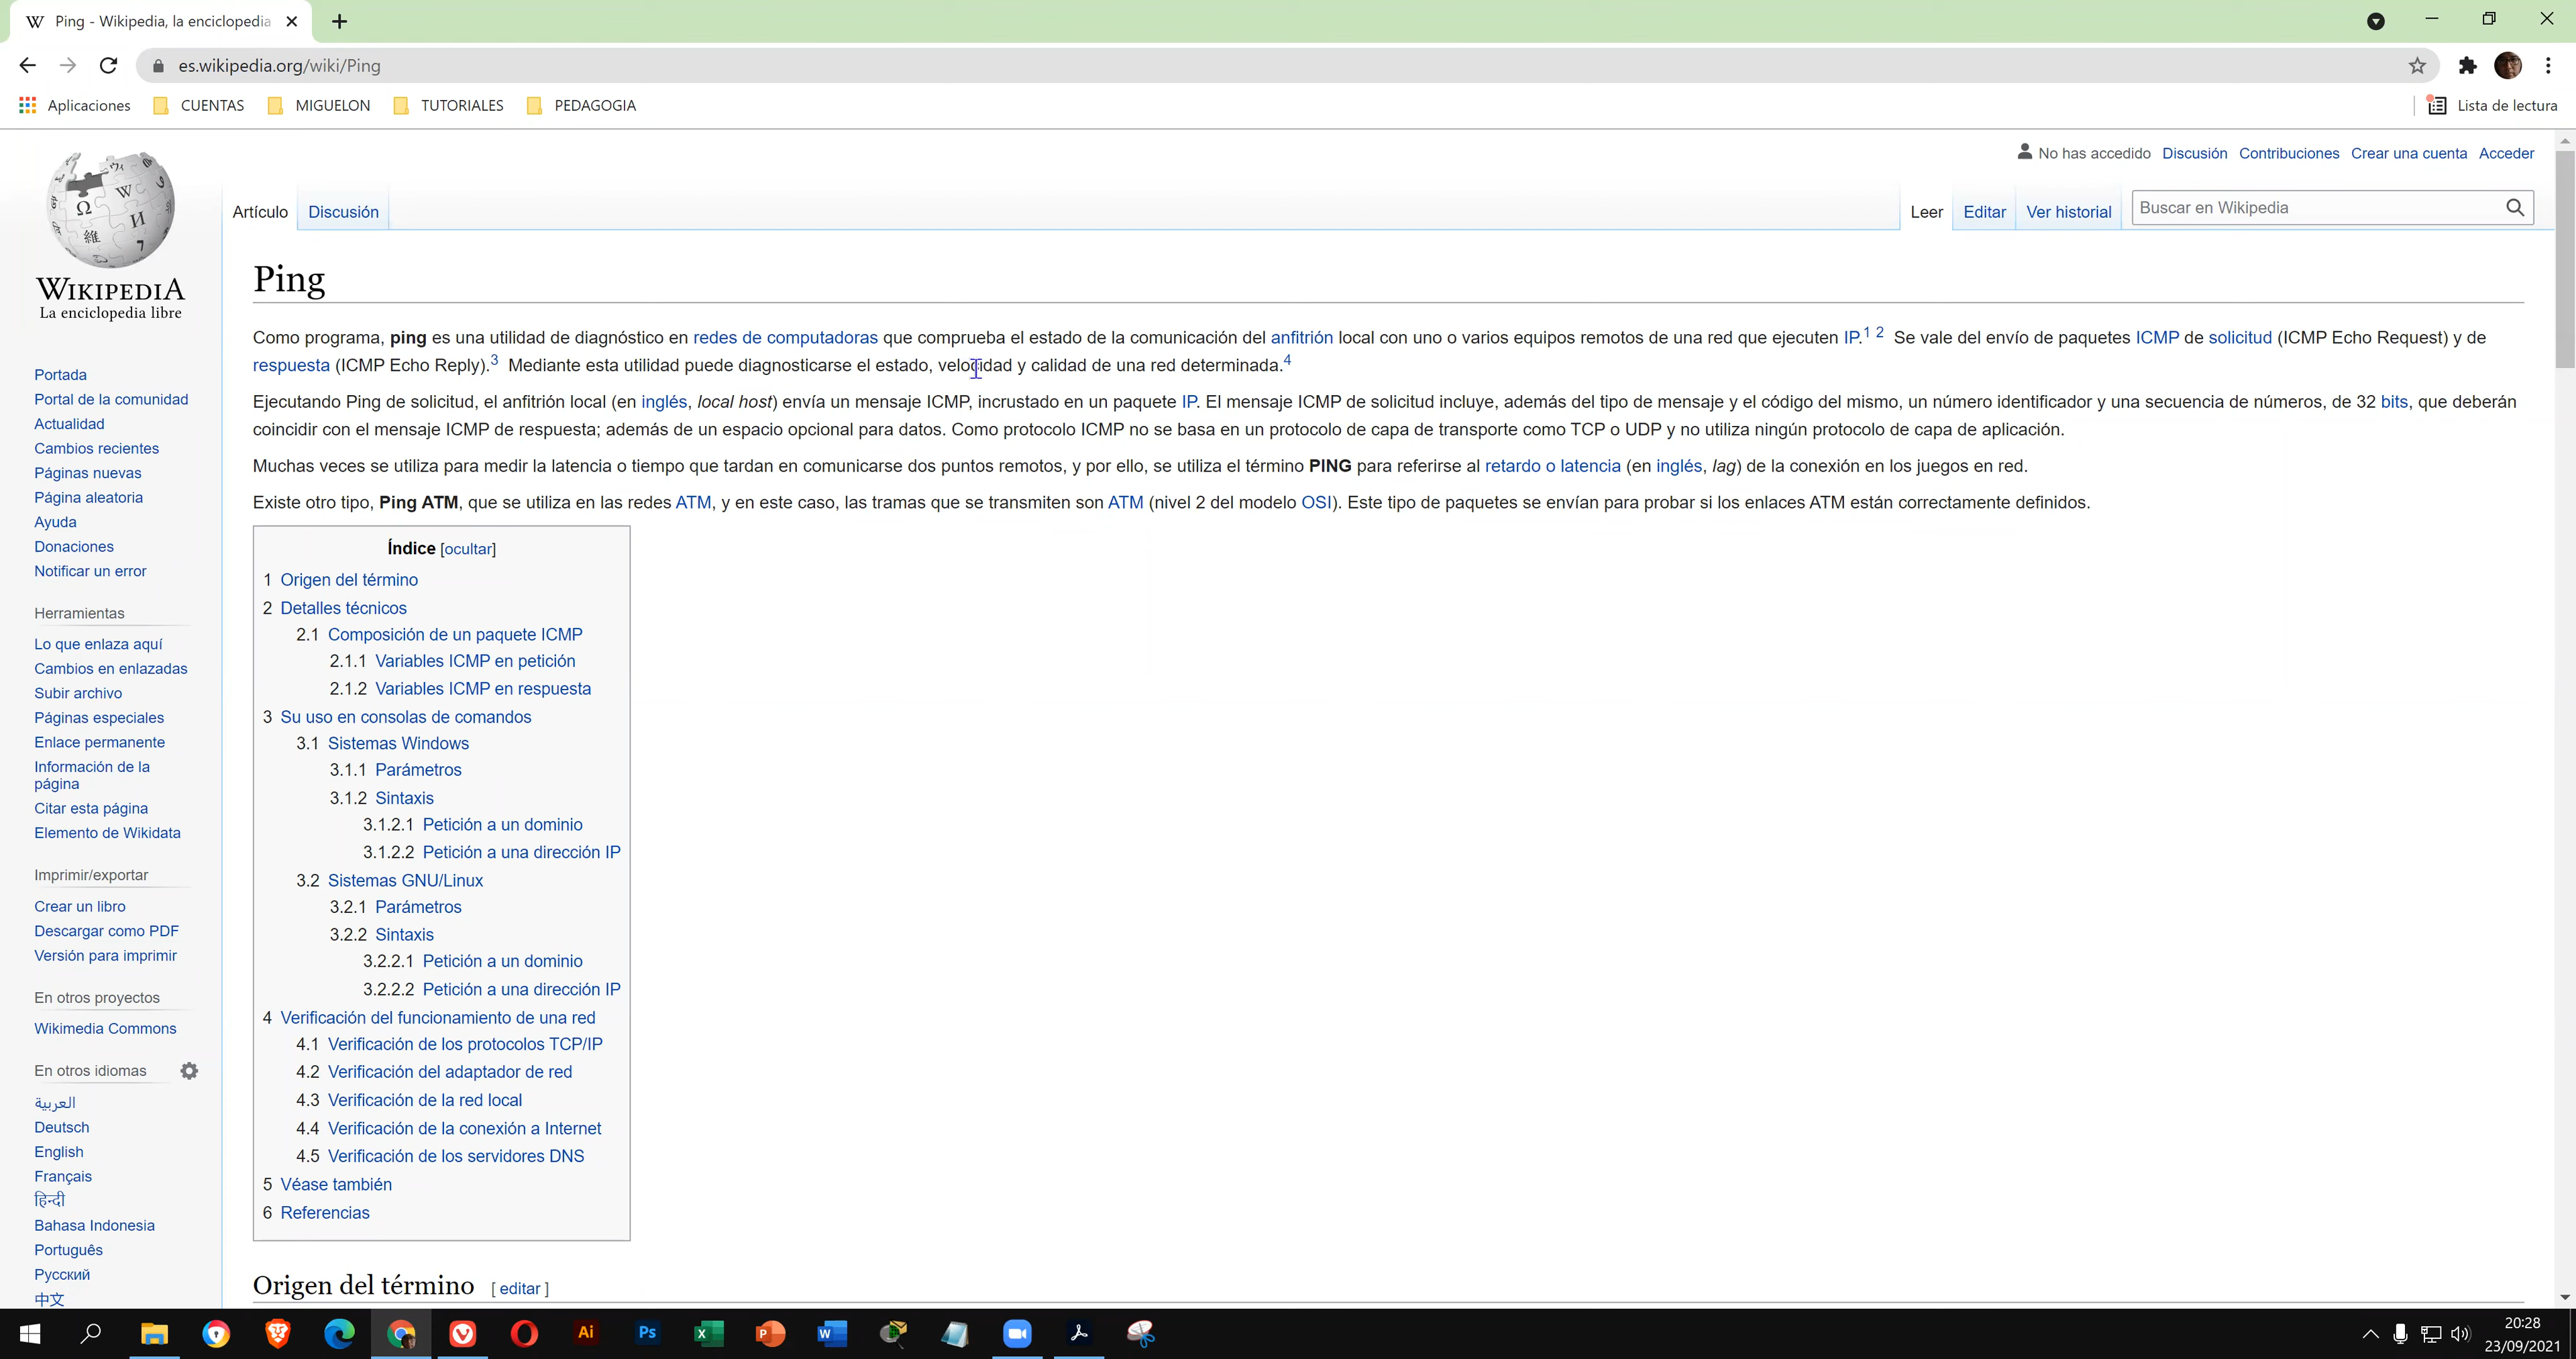 Ping - Wikipedia, la enciclopedia
es.wikipedia.org/wiki/Ping
Aplicaciones CUENTAS MIGUELON TUTORIALES PEDAGOGIA Lista de lectura
No has accedido Discusión Contribuciones Crear una cuenta Acceder
WIKIPEDIA
La enciclopedia libre
Artículo Discusión Leer Editar Ver historial Buscar en Wikipedia
Ping
Como programa, ping es una utilidad de diagnóstico en redes de computadoras que comprueba el estado de la comunicación del anfitrión local con uno o varios equipos remotos de una red que ejecuten IP.1 2 Se vale del envío de paquetes ICMP de solicitud (ICMP Echo Request) y de
respuesta (ICMP Echo Reply).3 Mediante esta utilidad puede diagnosticarse el estado, velocidad y calidad de una red determinada.4
Ejecutando Ping de solicitud, el anfitrión local (en inglés, local host) envía un mensaje ICMP, incrustado en un paquete IP. El mensaje ICMP de solicitud incluye, además del tipo de mensaje y el código del mismo, un número identificador y una secuencia de números, de 32 bits, que deberán
coincidir con el mensaje ICMP de respuesta; además de un espacio opcional para datos. Como protocolo ICMP no se basa en un protocolo de capa de transporte como TCP o UDP y no utiliza ningún protocolo de capa de aplicación.
Muchas veces se utiliza para medir la latencia o tiempo que tardan en comunicarse dos puntos remotos, y por ello, se utiliza el término PING para referirse al retardo o latencia (en inglés, lag) de la conexión en los juegos en red.
Existe otro tipo, Ping ATM, que se utiliza en las redes ATM, y en este caso, las tramas que se transmiten son ATM (nivel 2 del modelo OSI). Este tipo de paquetes se envían para probar si los enlaces ATM están correctamente definidos.
Índice [ocultar]
1 Origen del término
2 Detalles técnicos
2.1 Composición de un paquete ICMP
2.1.1 Variables ICMP en petición
2.1.2 Variables ICMP en respuesta
3 Su uso en consolas de comandos
3.1 Sistemas Windows
3.1.1 Parámetros
3.1.2 Sintaxis
3.1.2.1 Petición a un dominio
3.1.2.2 Petición a una dirección IP
3.2 Sistemas GNU/Linux
3.2.1 Parámetros
3.2.2 Sintaxis
3.2.2.1 Petición a un dominio
3.2.2.2 Petición a una dirección IP
4 Verificación del funcionamiento de una red
4.1 Verificación de los protocolos TCP/IP
4.2 Verificación del adaptador de red
4.3 Verificación de la red local
4.4 Verificación de la conexión a Internet
4.5 Verificación de los servidores DNS
5 Véase también
6 Referencias
Origen del término [ editar ]
Portada
Portal de la comunidad
Actualidad
Cambios recientes
Páginas nuevas
Página aleatoria
Ayuda
Donaciones
Notificar un error
Herramientas
Lo que enlaza aquí
Cambios en enlazadas
Subir archivo
Páginas especiales
Enlace permanente
Información de la
página
Citar esta página
Elemento de Wikidata
Imprimir/exportar
Crear un libro
Descargar como PDF
Versión para imprimir
En otros proyectos
Wikimedia Commons
En otros idiomas
العربية
Deutsch
English
Français
हिन्दी
Bahasa Indonesia
Português
Русский
中文
20:28
23/09/2021